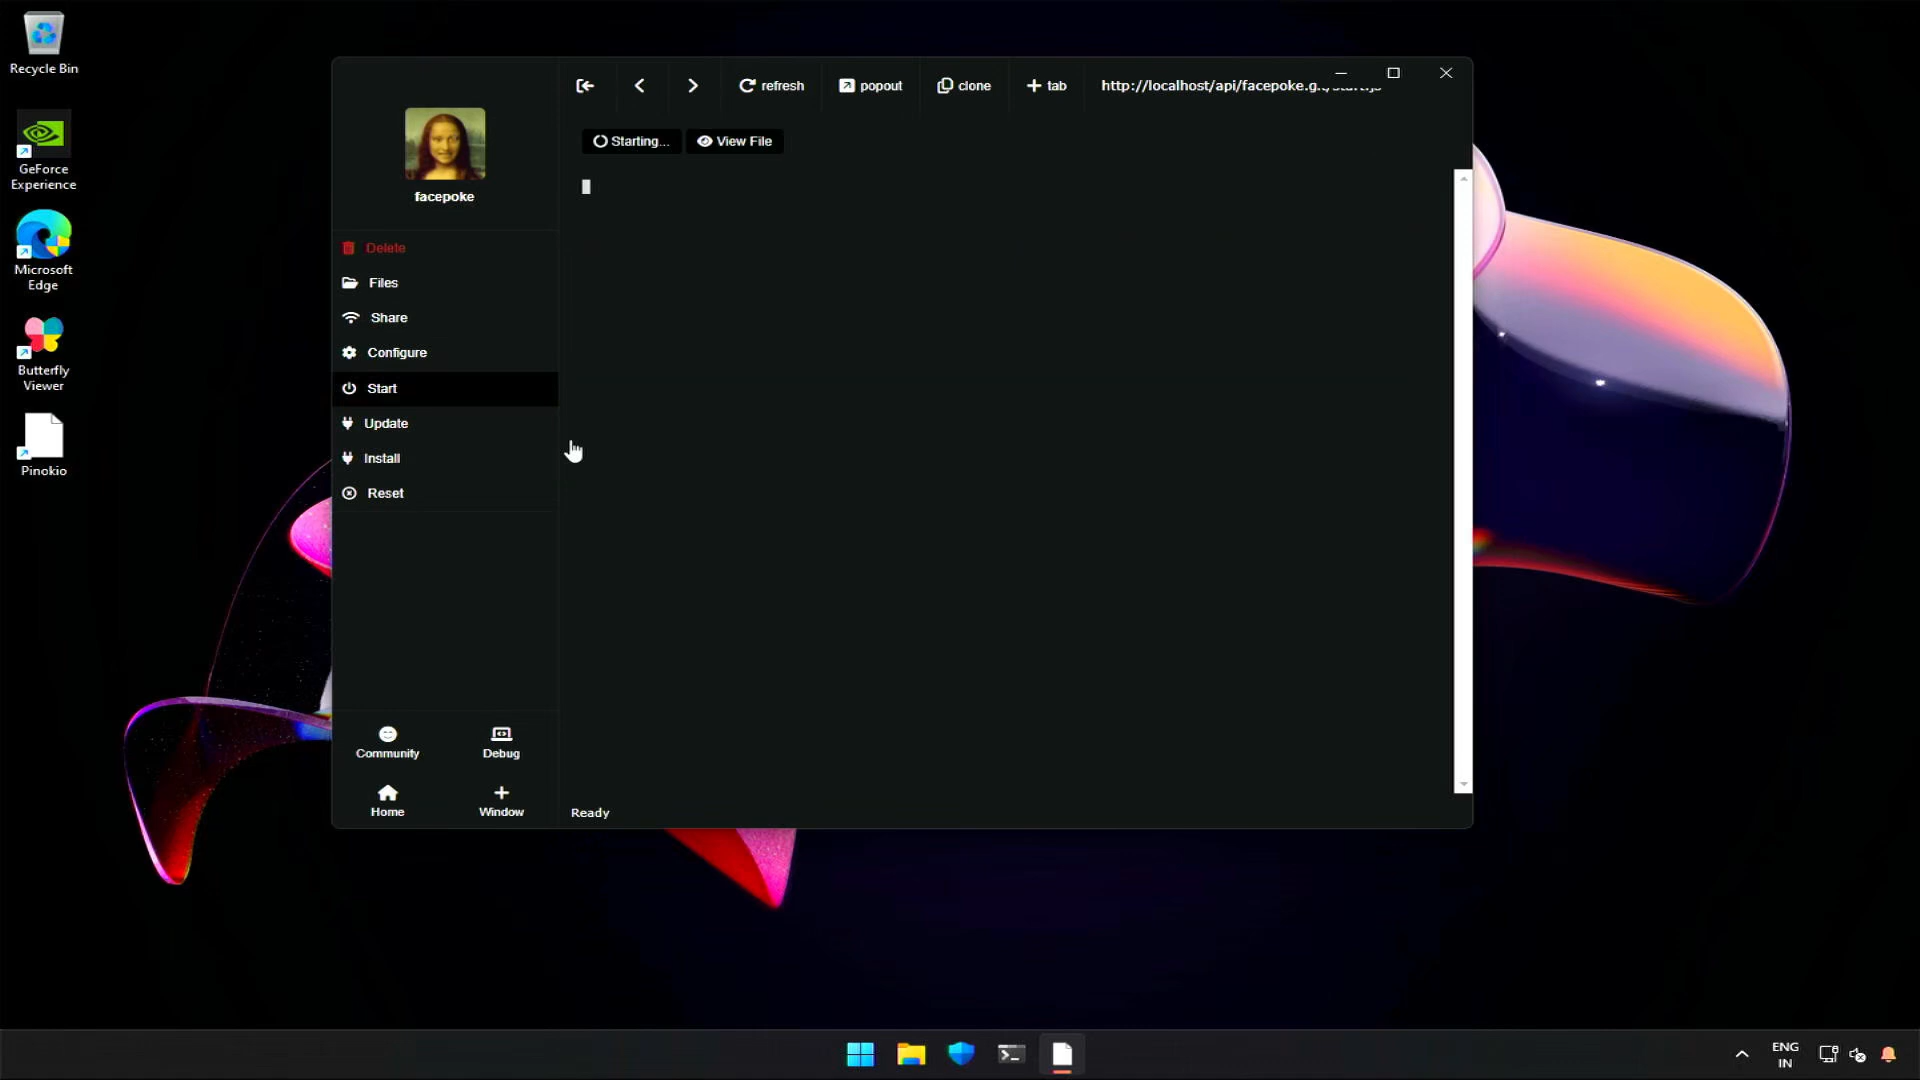 Recycle Bin
GeForce
Experience
Microsoft
Edge
Butterfly
Viewer
Pinokio
refresh
popout
clone
tab
facepoke
Delete
Files
Share
Configure
Start
Update
Install
Reset
Community
Debug
Home
Window
Starting...
View File
Ready
ENG
IN